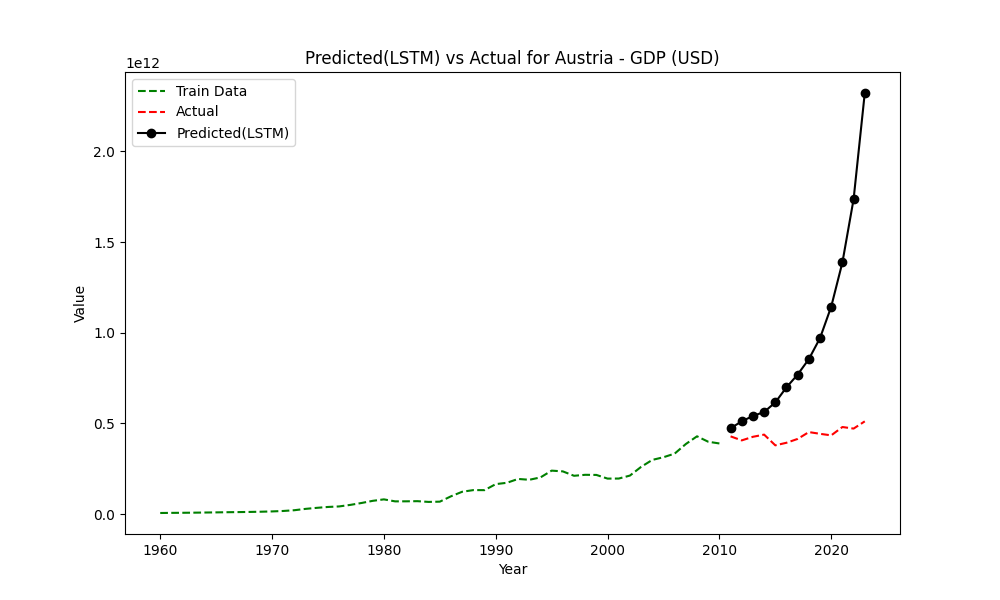 Predicted(LSTM) vs Actual for Austria - GDP (USD)
1e12
Train Data
Actual
Predicted(LSTM)
2.0
1.5
1.0
0.5
0.0
Value
1960 1970 1980 1990 2000 2010 2020
Year